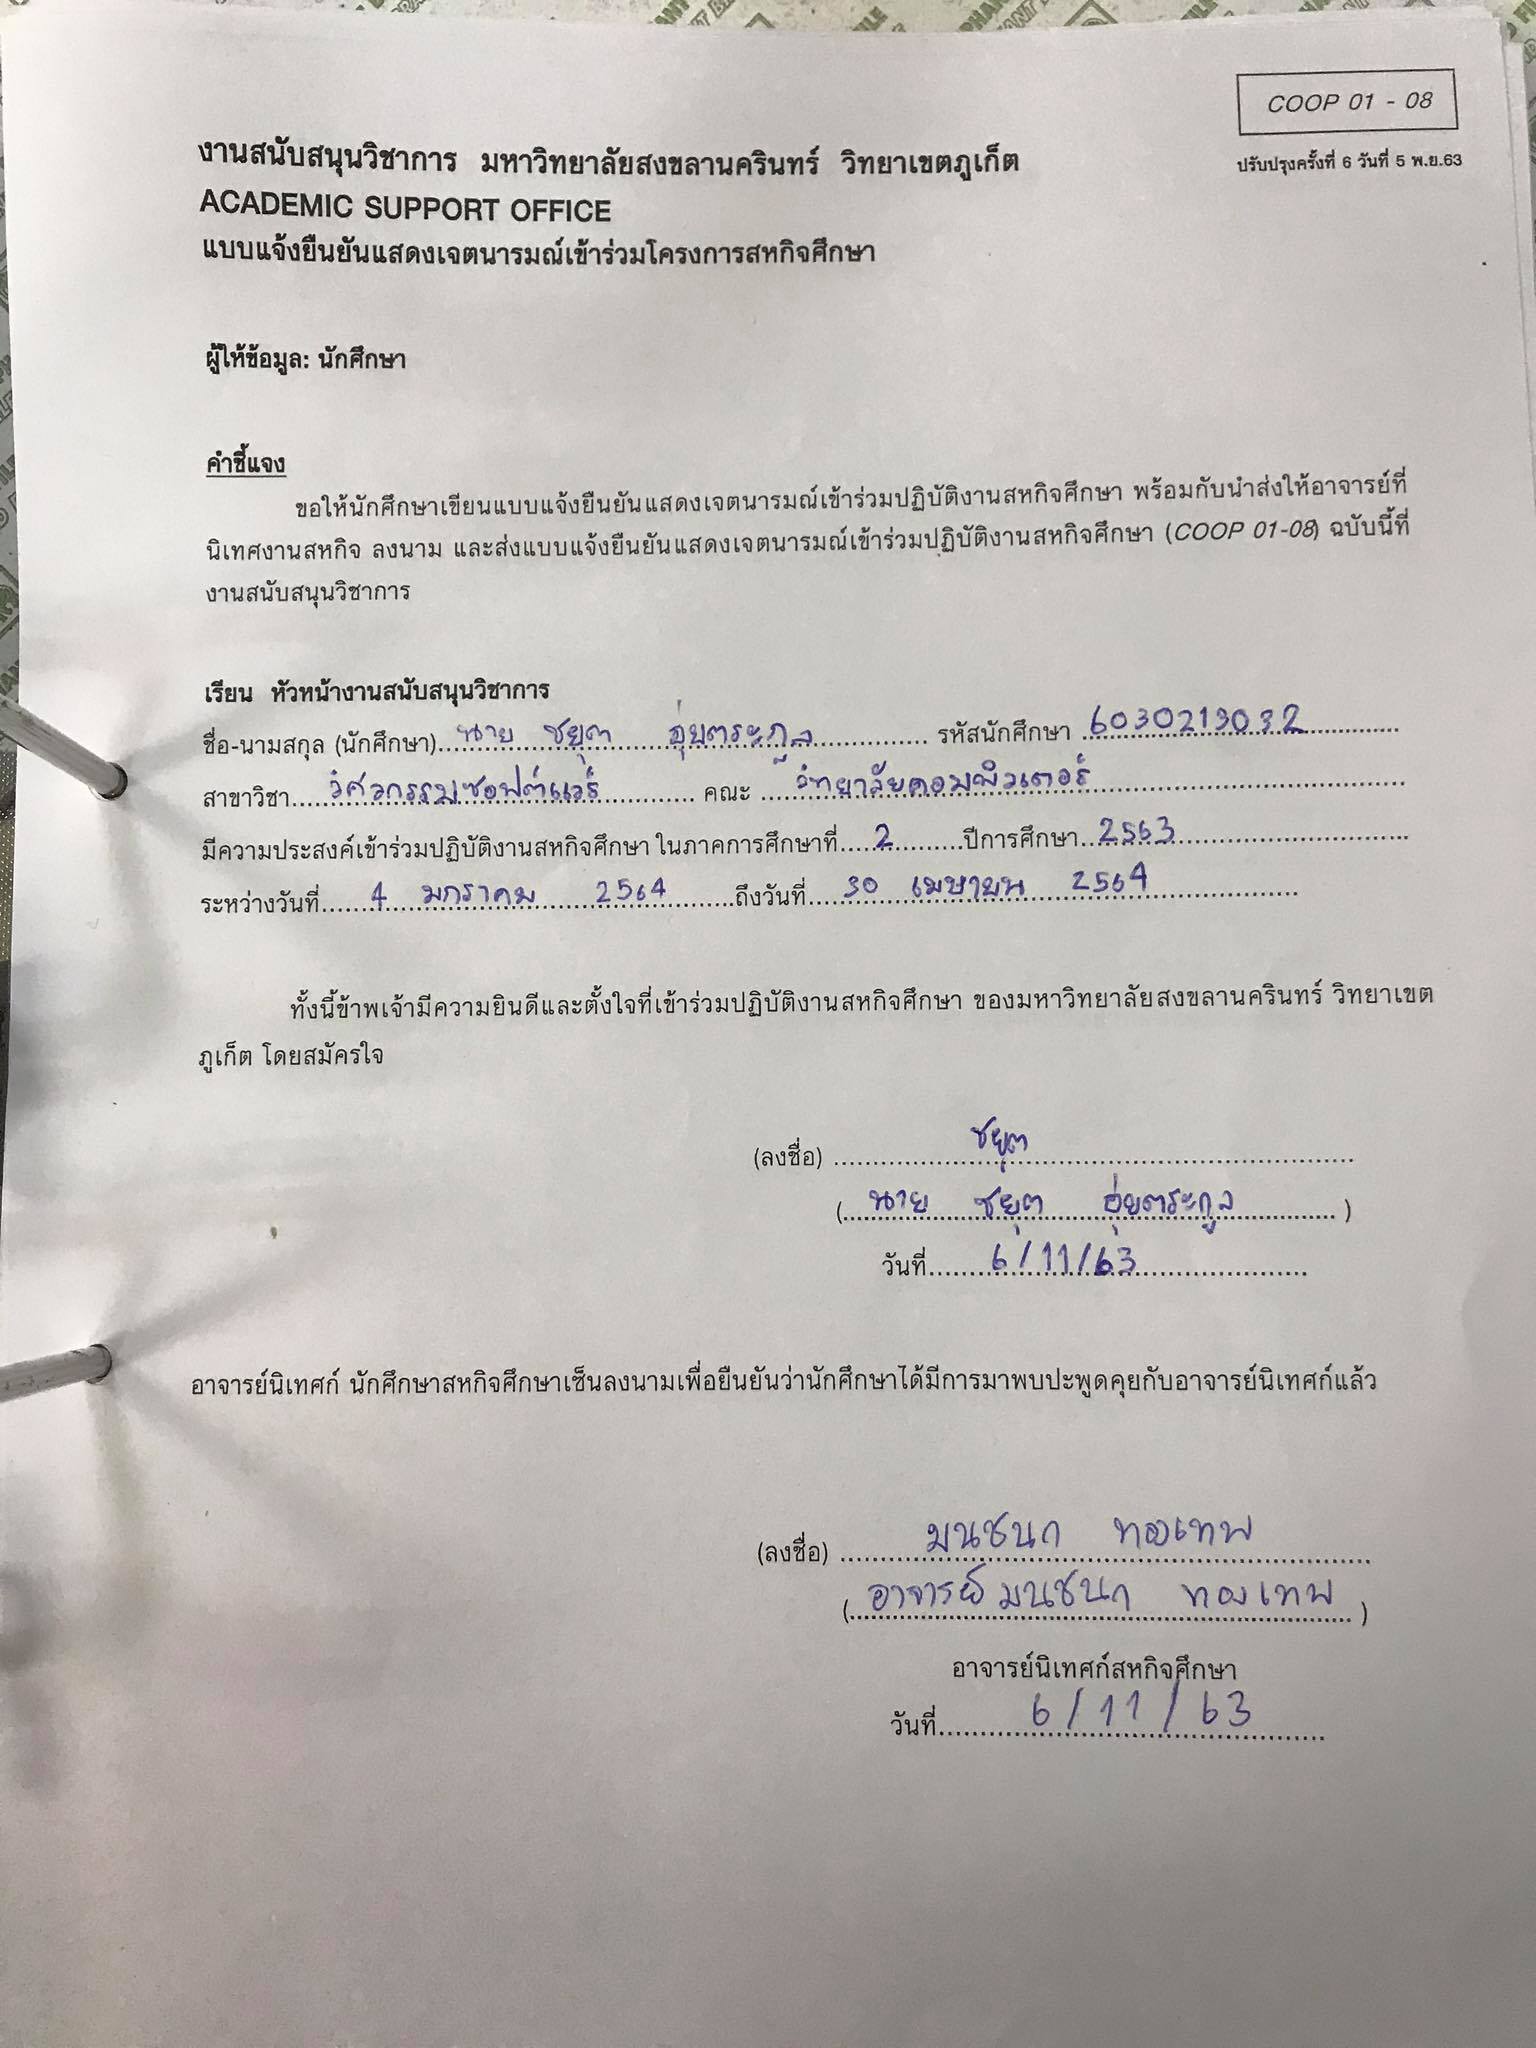 COOP 01 - 08
ปรับปรุงครั้งที่ 6 วันที่ 5 พ.ย.63
งานสนับสนุนวิชาการ มหาวิทยาลัยสงขลานครินทร์ วิทยาเขตภูเก็ต
ACADEMIC SUPPORT OFFICE
แบบแจ้งยืนยันแสดงเจตนารมณ์เข้าร่วมโครงการสหกิจศึกษา
ผู้ให้ข้อมูล: นักศึกษา
คำชี้แจง
ขอให้นักศึกษาเขียนแบบแจ้งยืนยันแสดงเจตนารมณ์เข้าร่วมปฏิบัติงานสหกิจศึกษา พร้อมกับนำส่งให้อาจารย์ที่
นิเทศงานสหกิจ ลงนาม และส่งแบบแจ้งยืนยันแสดงเจตนารมณ์เข้าร่วมปฏิบัติงานสหกิจศึกษา (COOP 01-08) ฉบับนี้ที่
งานสนับสนุนวิชาการ
เรียน หัวหน้างานสนับสนุนวิชาการ
ชื่อ-นามสกุล (นักศึกษา) นาย ชยุต อุ่ยตระกูล รหัสนักศึกษา 6030213032
สาขาวิชา วิศวกรรมซอฟต์แวร์ คณะ วิทยาลัยคอมพิวเตอร์
มีความประสงค์เข้าร่วมปฏิบัติงานสหกิจศึกษา ในภาคการศึกษาที่ 2 ปีการศึกษา 2563
ระหว่างวันที่ 4 มกราคม 2564 ถึงวันที่ 30 เมษายน 2564
ทั้งนี้ข้าพเจ้ามีความยินดีและตั้งใจที่เข้าร่วมปฏิบัติงานสหกิจศึกษา ของมหาวิทยาลัยสงขลานครินทร์ วิทยาเขต
ภูเก็ต โดยสมัครใจ
(ลงชื่อ) ชยุต
(นาย ชยุต อุ่ยตระกูล)
วันที่ 6/11/63
อาจารย์นิเทศก์ นักศึกษาสหกิจศึกษาเซ็นลงนามเพื่อยืนยันว่านักศึกษาได้มีการมาพบปะพูดคุยกับอาจารย์นิเทศก์แล้ว
(ลงชื่อ) มนชนก ทองเทพ
(อาจารย์มนชนก ทองเทพ)
อาจารย์นิเทศก์สหกิจศึกษา
วันที่ 6/11/63